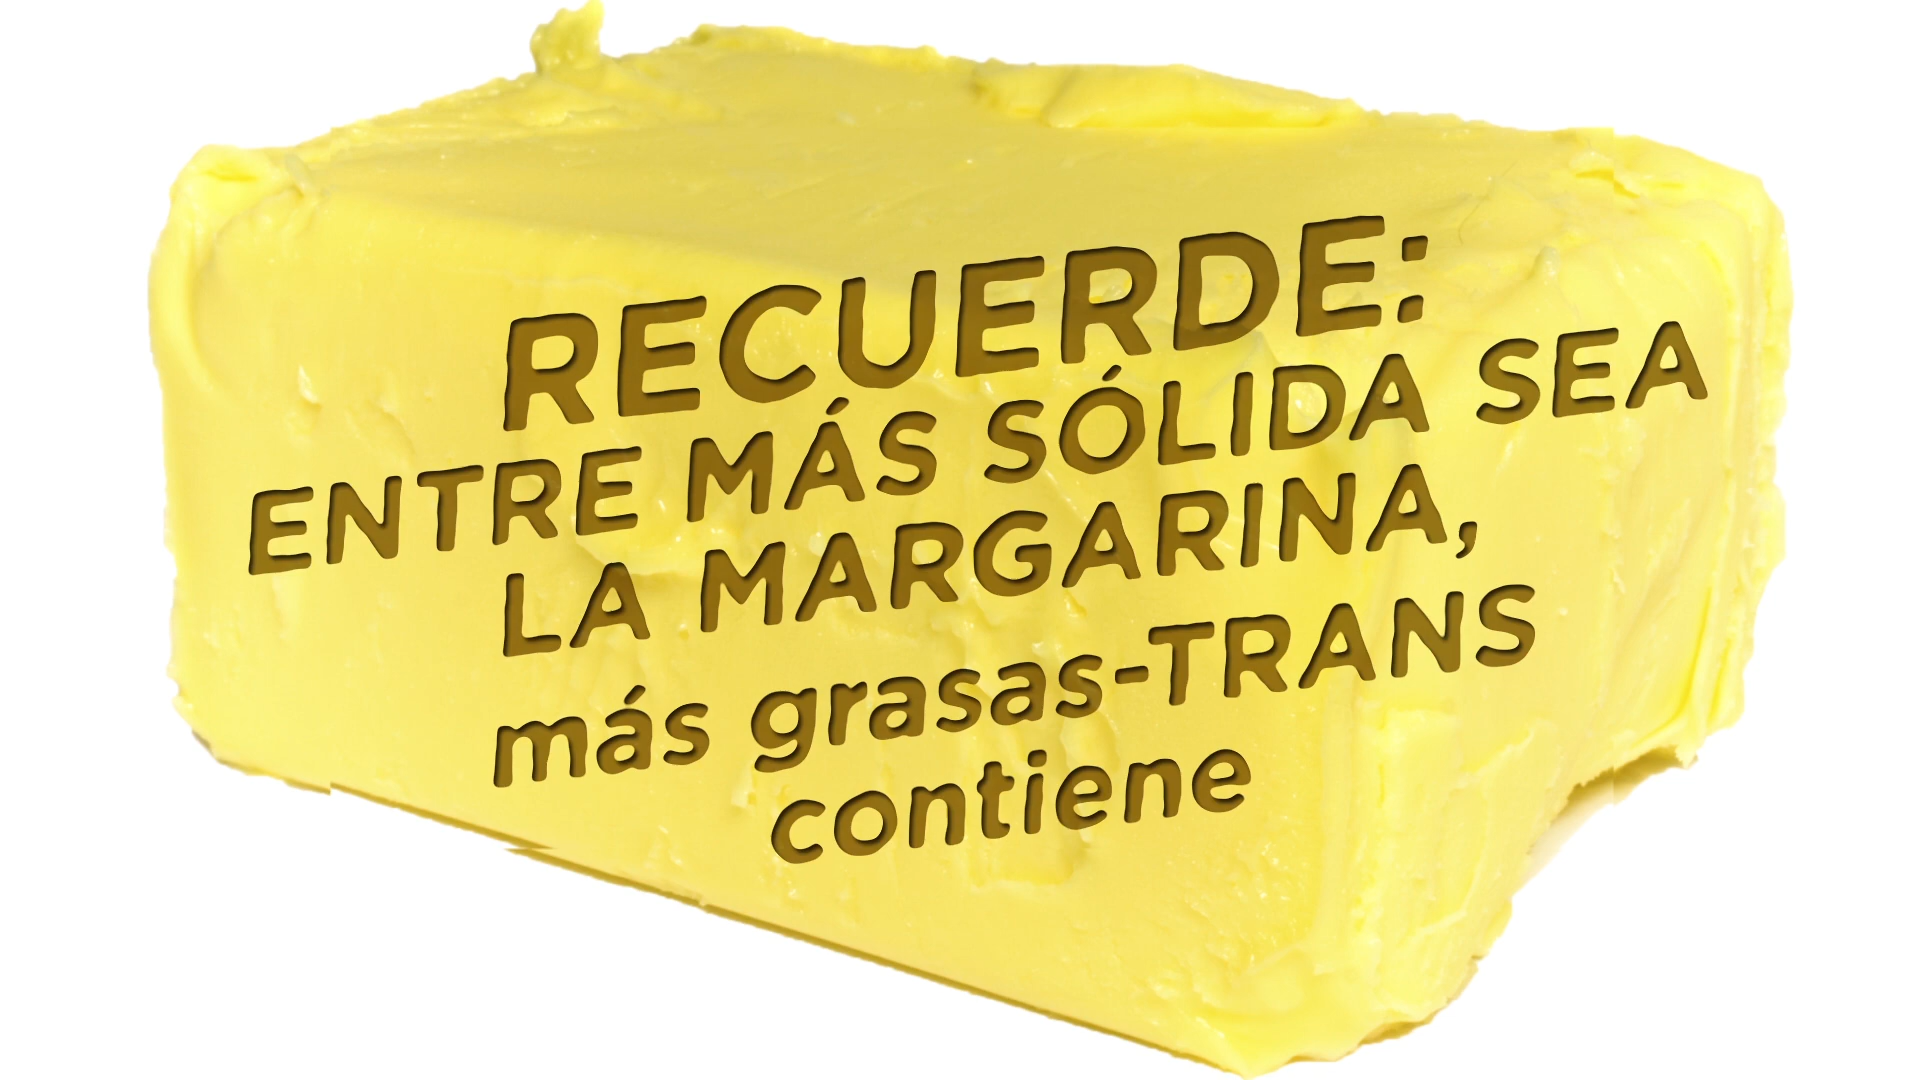 RECUERDE:
ENTRE MÁS SÓLIDA SEA
LA MARGARINA,
más grasas-TRANS
contiene